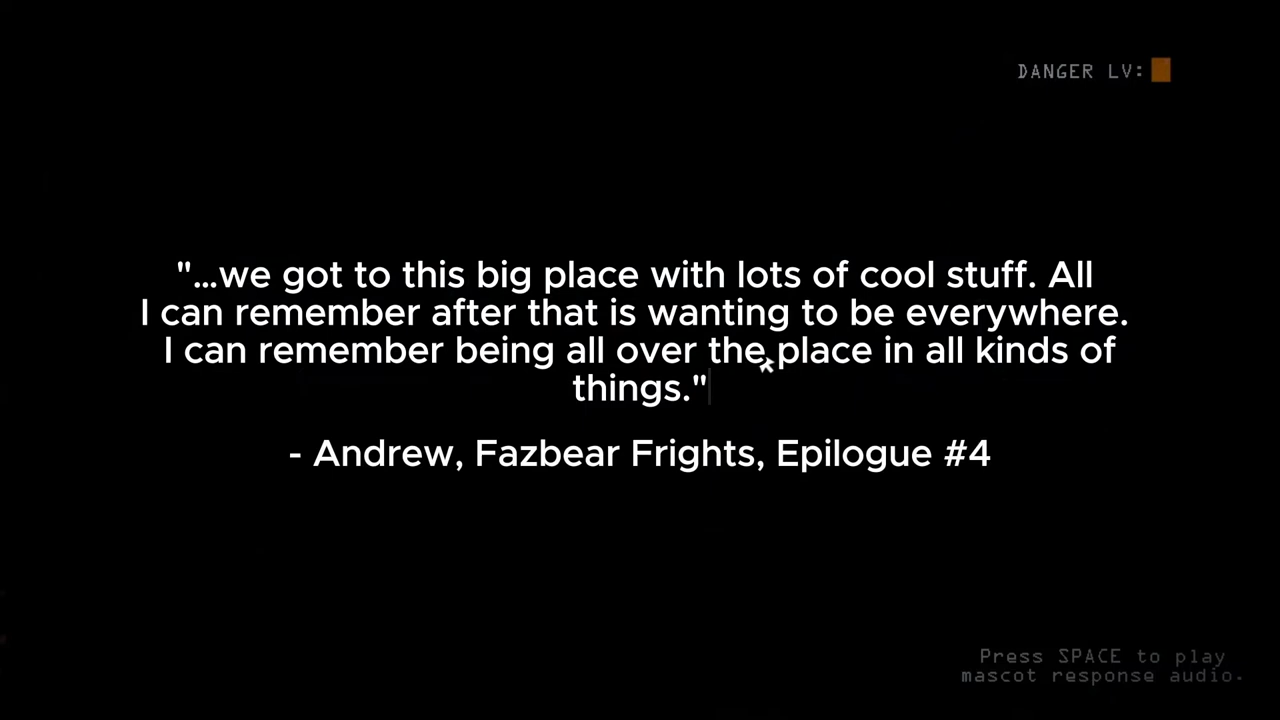 DANGER LV:
"...we got to this big place with lots of cool stuff. All
I can remember after that is wanting to be everywhere.
I can remember being all over the place in all kinds of
things."
- Andrew, Fazbear Frights, Epilogue #4
Press SPACE to play
mascot response audio.